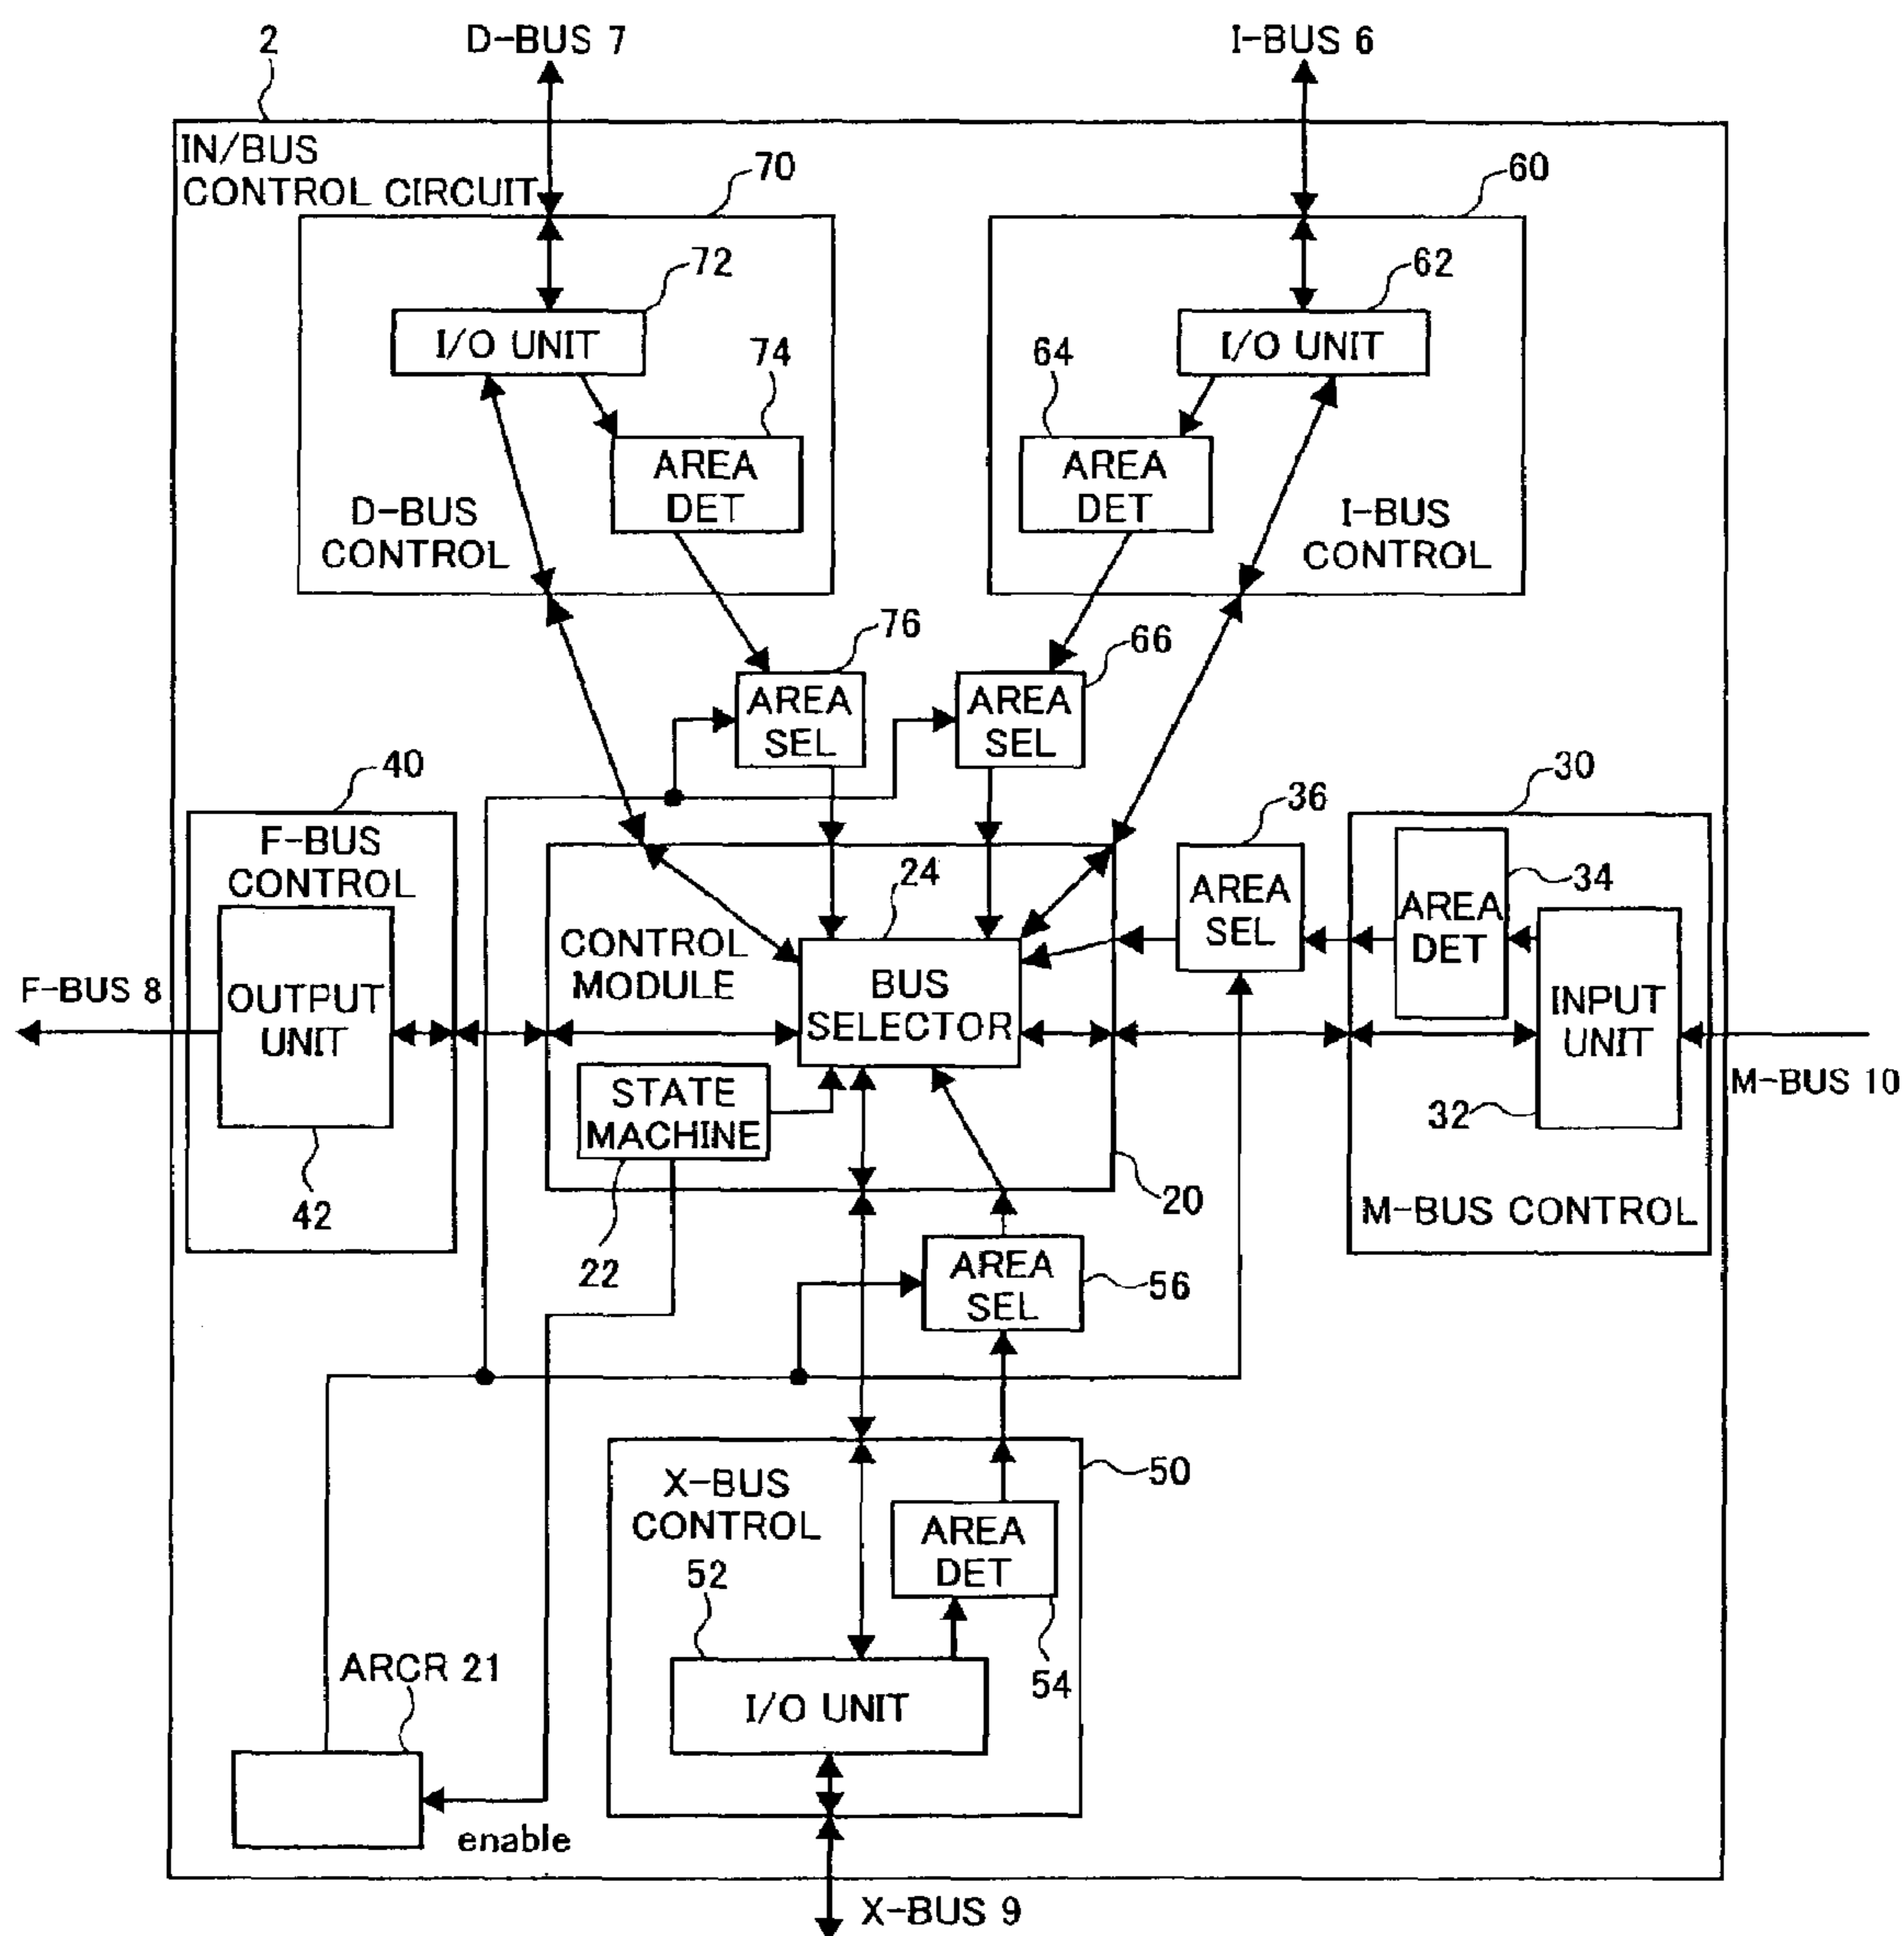 2
D-BUS 7
I-BUS 6
IN/BUS
CONTROL CIRCUIT
70
60
72
62
I/O UNIT
I/O UNIT
74
64
AREA
DET
AREA
DET
D-BUS
CONTROL
I-BUS
CONTROL
76
66
AREA
SEL
AREA
SEL
40
36
30
F-BUS
CONTROL
24
34
CONTROL
MODULE
AREA
SEL
AREA
DET
F-BUS 8
OUTPUT
UNIT
BUS
SELECTOR
INPUT
UNIT
STATE
MACHINE
M-BUS 10
32
42
22
20
M-BUS CONTROL
AREA
SEL
56
X-BUS
CONTROL
50
AREA
DET
52
54
ARCR 21
I/O UNIT
enable
X-BUS 9